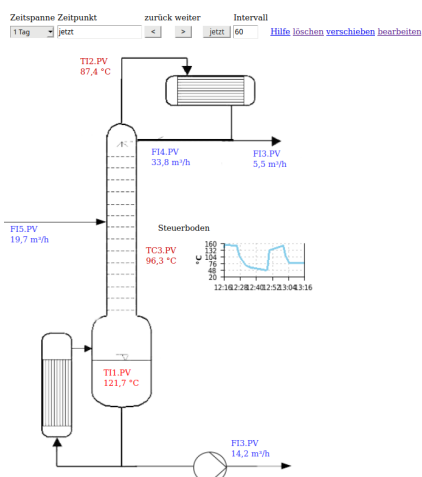 Zeitspanne Zeitpunkt zurück weiter Intervall
1 Tag jetzt < > jetzt 60 Hilfe löschen verschieben bearbeiten
TI2.PV
87,4 °C
FI4.PV
33,8 m³/h
FI3.PV
5,5 m³/h
FI5.PV
19,7 m³/h
Steuerboden
TC3.PV
96,3 °C
°C
160
132
104
76
48
20
12:16 12:28 12:40 12:52 13:04 13:16
TI1.PV
121,7 °C
FI3.PV
14,2 m³/h